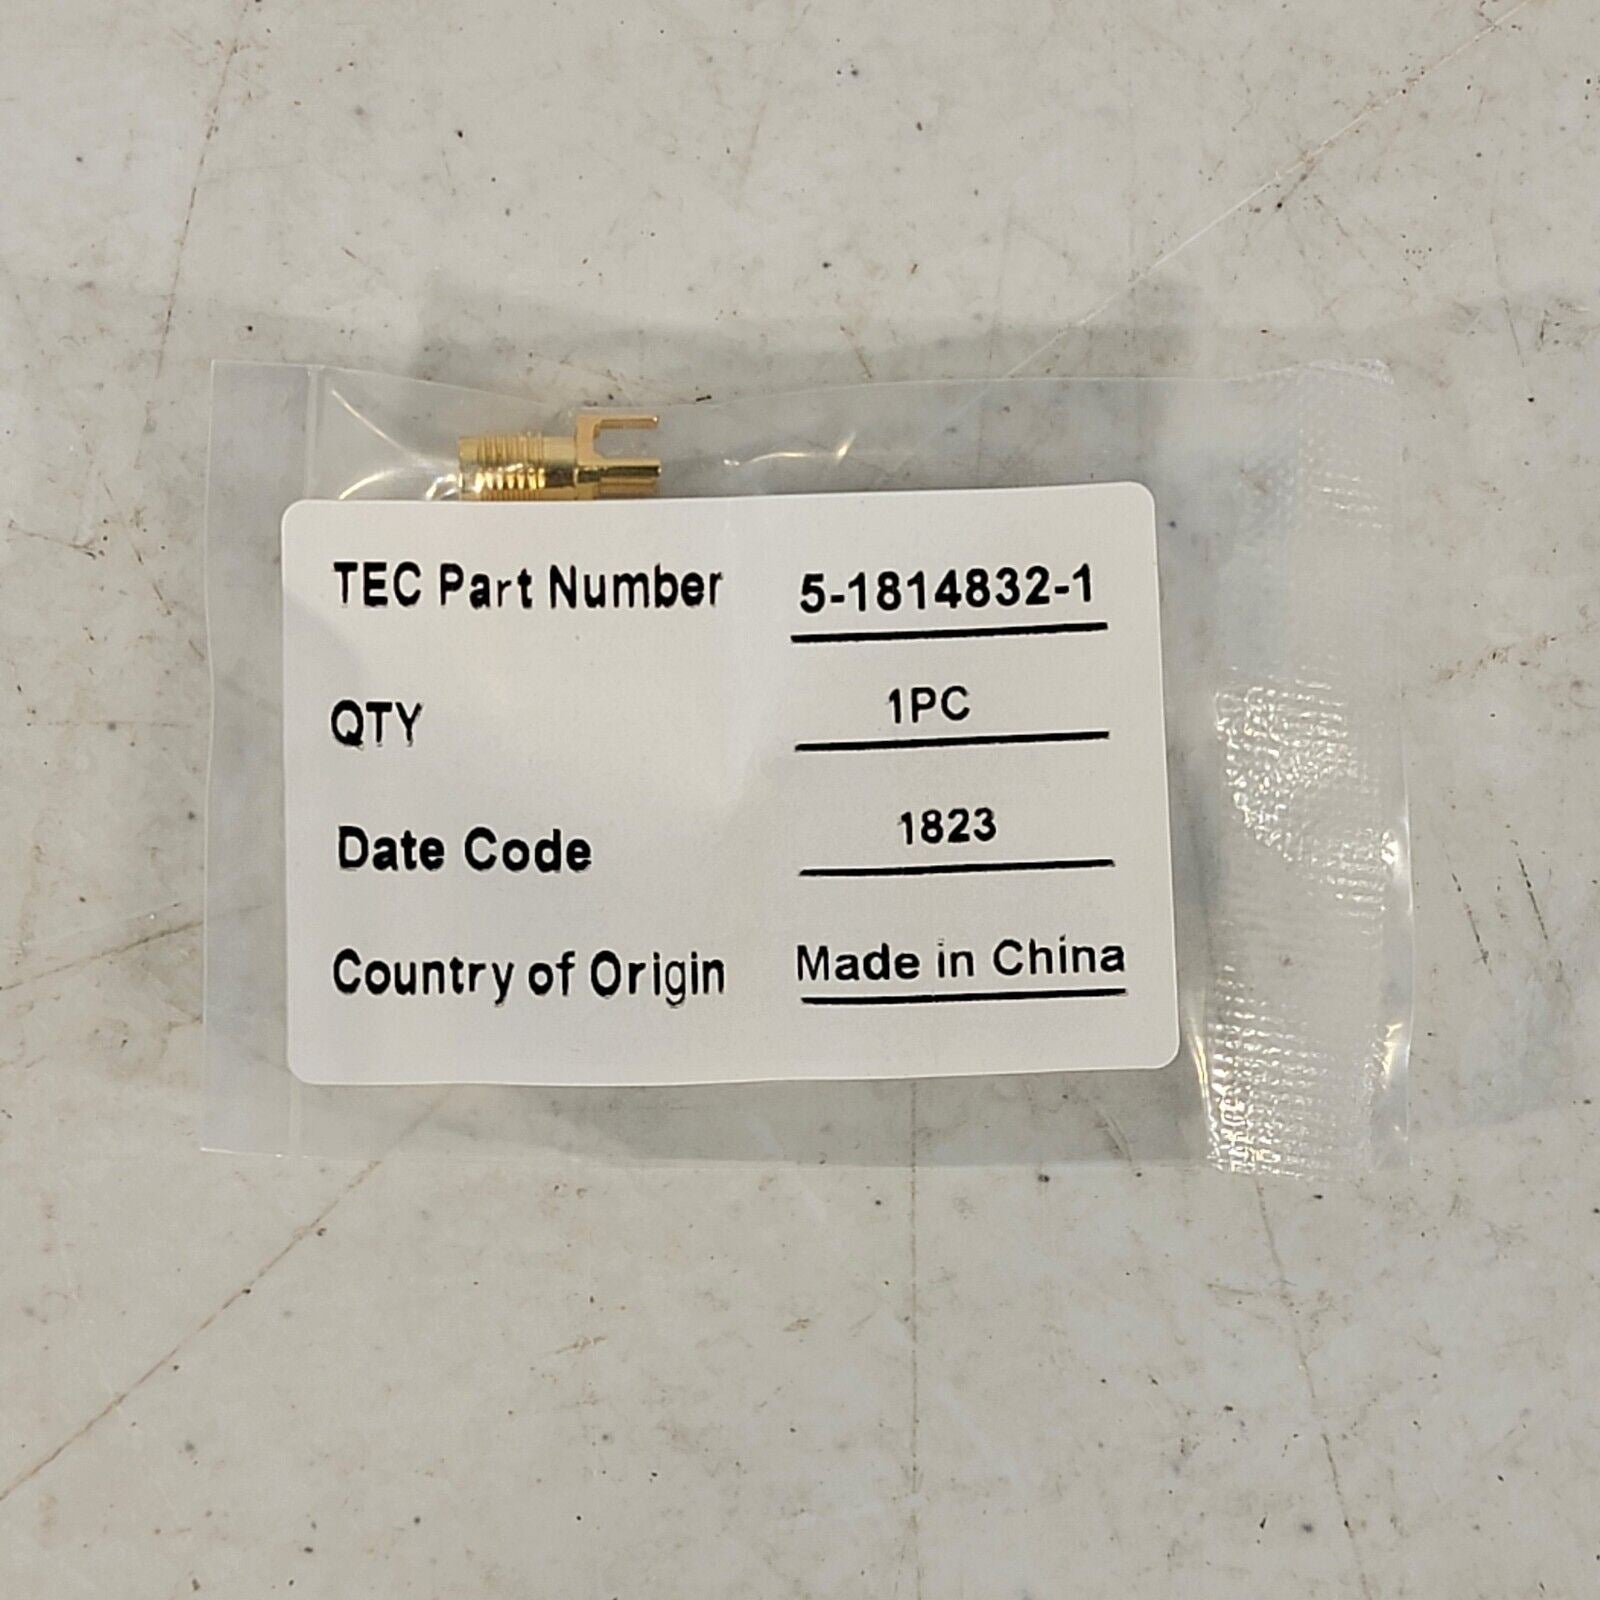 TEC Part Number 5-1814832-1
QTY 1PC
Date Code 1823
Country of Origin Made in China